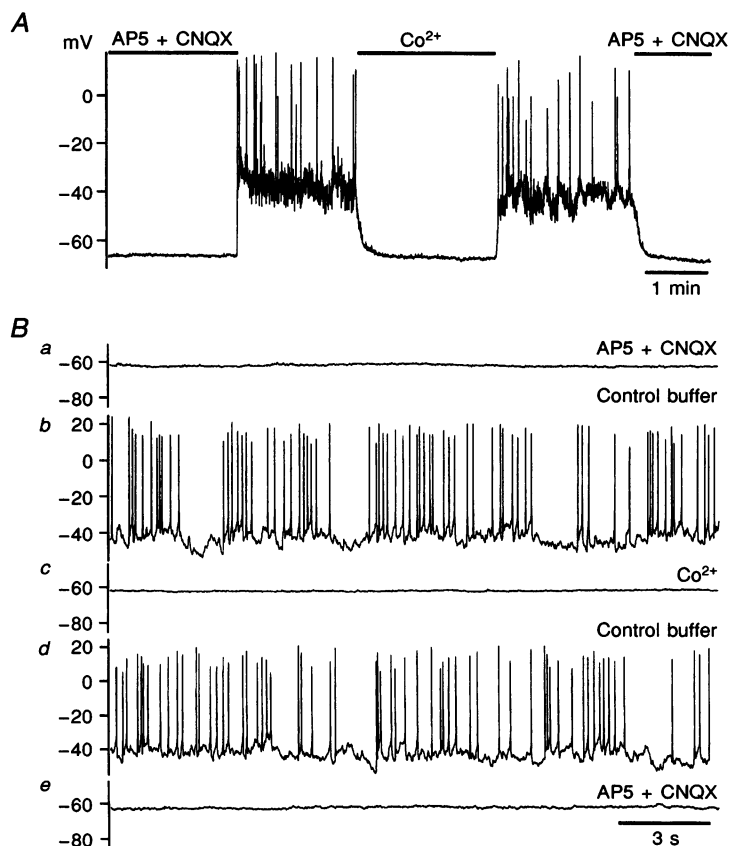 A
mV
AP5 + CNQX
Co²⁺
AP5 + CNQX
0
−20
−40
−60
1 min
B
a
−60
−80
AP5 + CNQX
Control buffer
b
20
0
−20
−40
c
−60
−80
Co²⁺
Control buffer
d
20
0
−20
−40
e
−60
−80
AP5 + CNQX
3 s